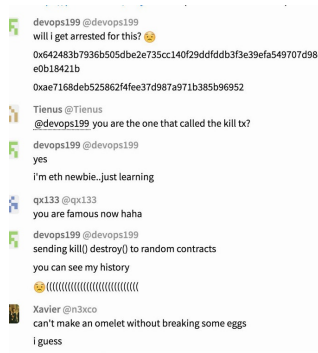 devops199 @devops199
will i get arrested for this? 😟
0x642483b7936b505dbe2e735cc140f29ddfddb3f3e39efa549707d98
e0b18421b
0xae7168deb525862f4fee37d987a971b385b96952
Tienus @Tienus
@devops199 you are the one that called the kill tx?
devops199 @devops199
yes
i'm eth newbie..just learning
qx133 @qx133
you are famous now haha
devops199 @devops199
sending kill() destroy() to random contracts
you can see my history
😟((((((((((((((((((((((((((((((
Xavier @n3xco
can't make an omelet without breaking some eggs
i guess